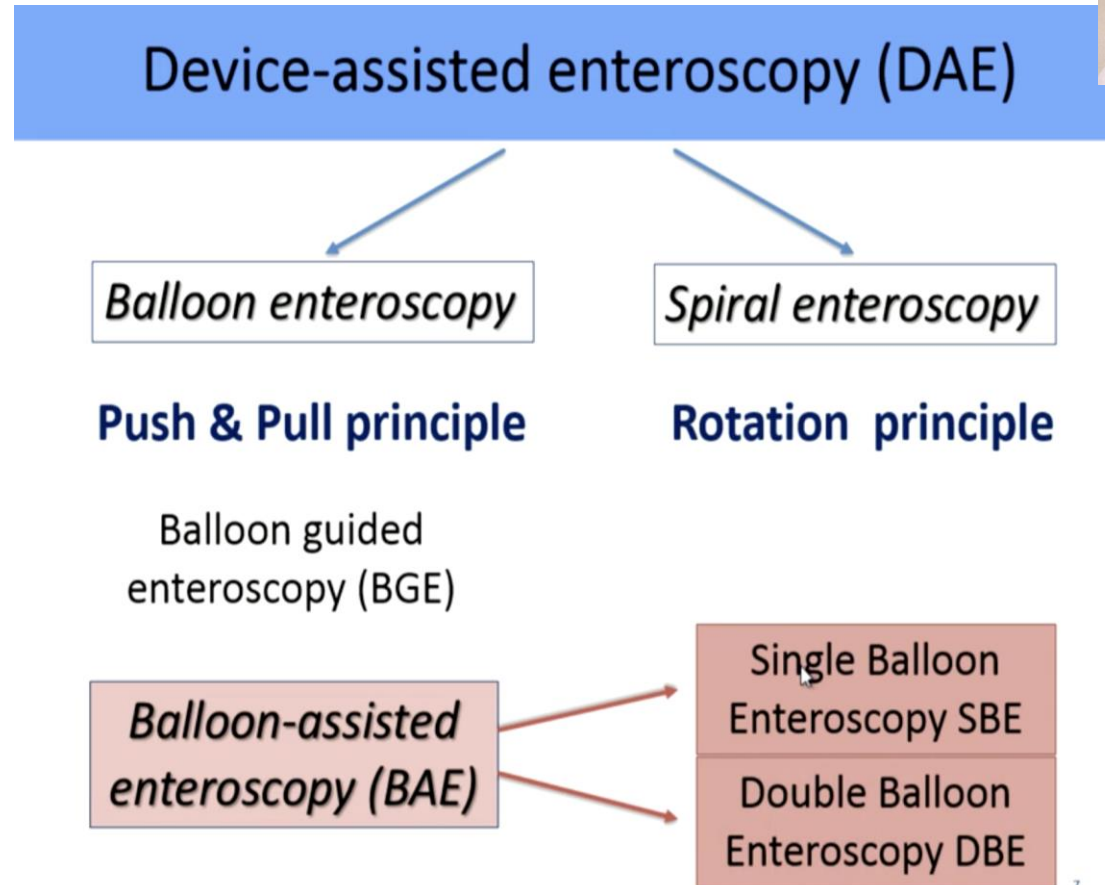 Device-assisted enteroscopy (DAE)
Balloon enteroscopy
Spiral enteroscopy
Push & Pull principle
Rotation principle
Balloon guided
enteroscopy (BGE)
Balloon-assisted
enteroscopy (BAE)
Single Balloon
Enteroscopy SBE
Double Balloon
Enteroscopy DBE